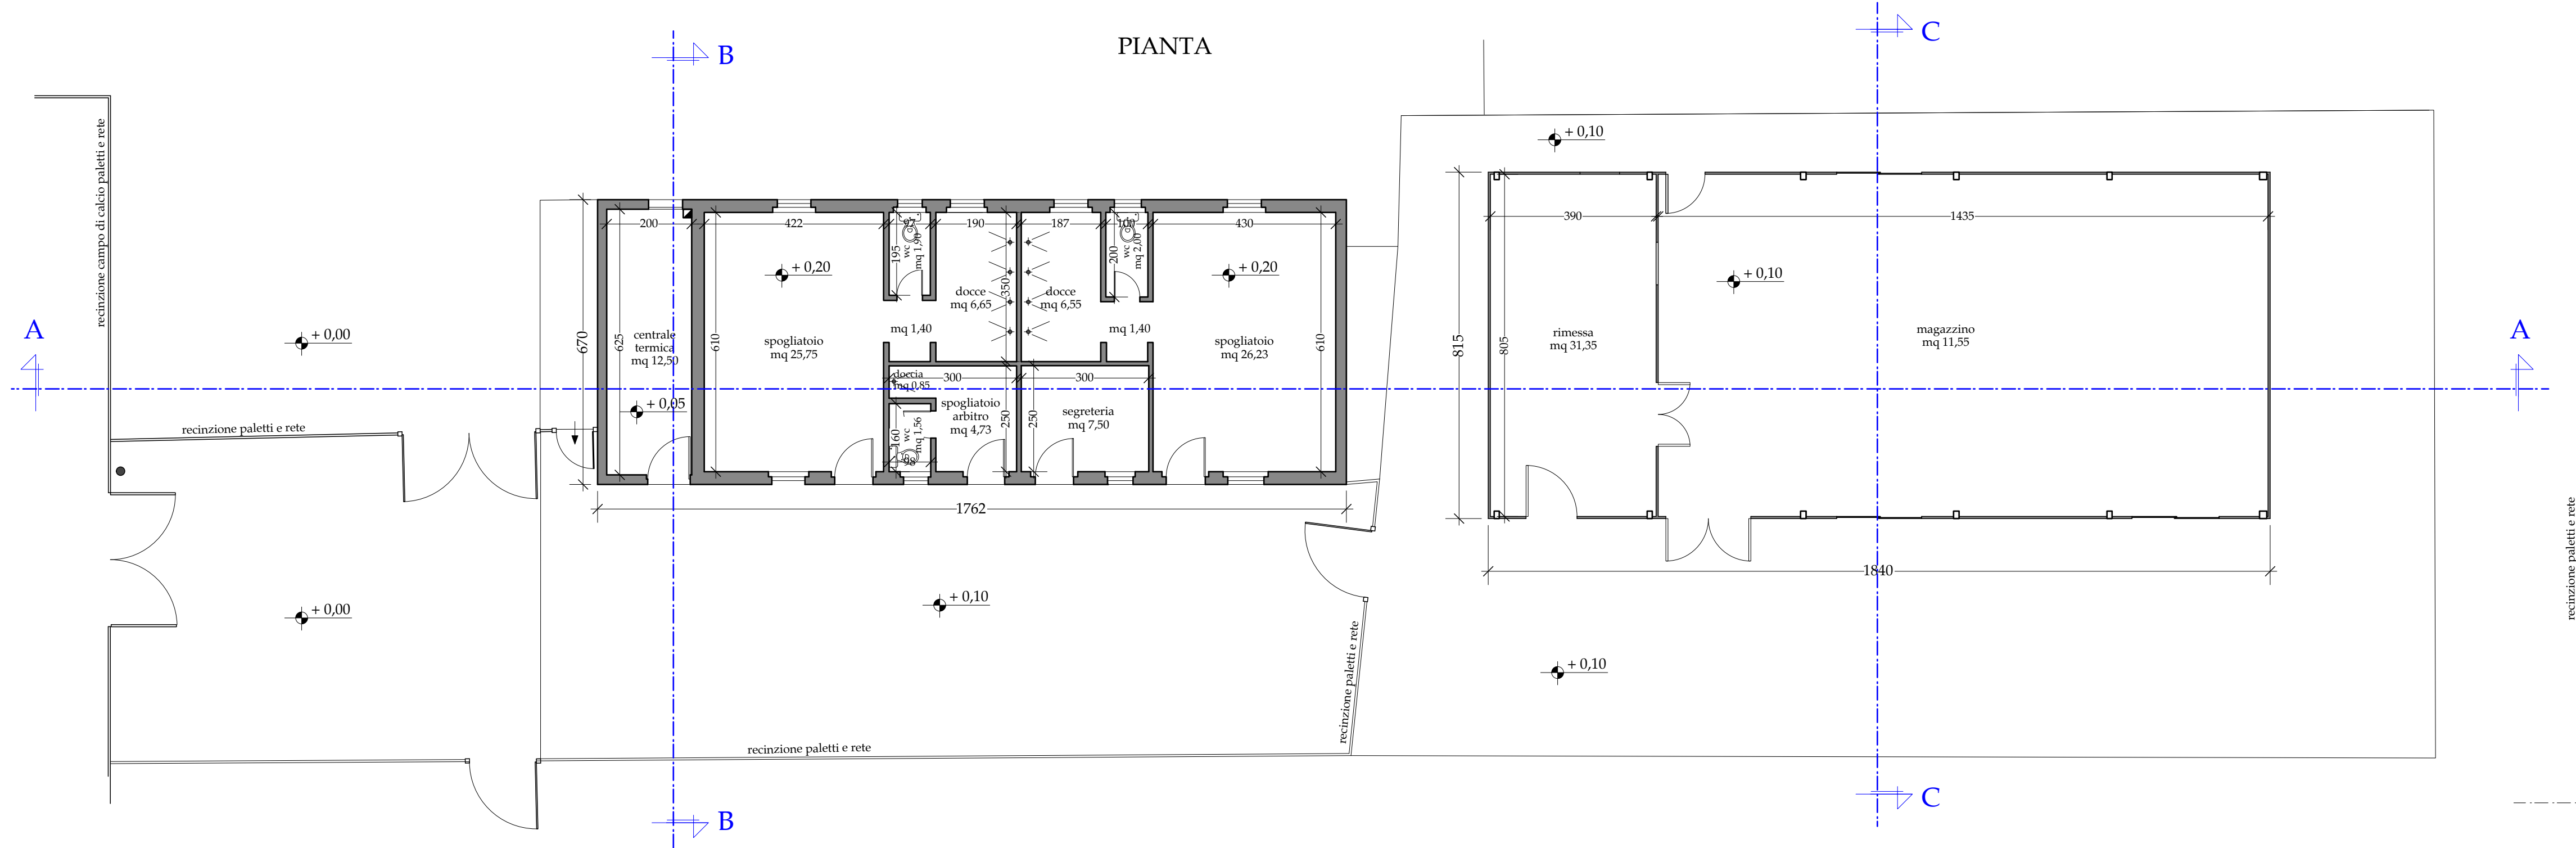 PIANTA
B
C
recinzione campo di calcio paletti e rete
+ 0,10
200
422
97
190
187
100
430
390
1435
195
wc
mq 1,90
200
wc
mq 2,00
+ 0,20
+ 0,20
+ 0,10
350
docce
mq 6,65
docce
mq 6,55
A
+ 0,00
670
625
centrale
termica
mq 12,50
610
spogliatoio
mq 25,75
mq 1,40
mq 1,40
spogliatoio
mq 26,23
610
815
805
rimessa
mq 31,35
magazzino
mq 11,55
A
doccia
mq 0,85
300
300
+ 0,05
spogliatoio
arbitro
mq 4,73
250
250
segreteria
mq 7,50
160
wc
mq 1,56
98
recinzione paletti e rete
1762
1840
+ 0,00
+ 0,10
+ 0,10
recinzione paletti e rete
recinzione paletti e rete
recinzione paletti e rete
B
C